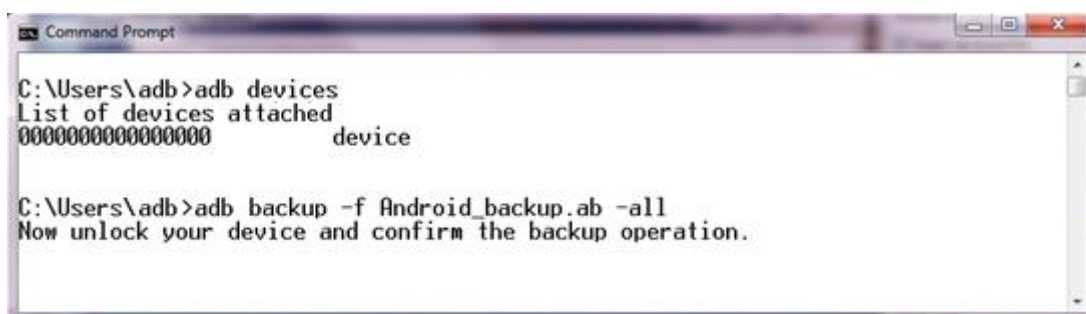 Command Prompt
C:\Users\adb>adb devices
List of devices attached
0000000000000000 device
C:\Users\adb>adb backup -f Android_backup.ab -all
Now unlock your device and confirm the backup operation.